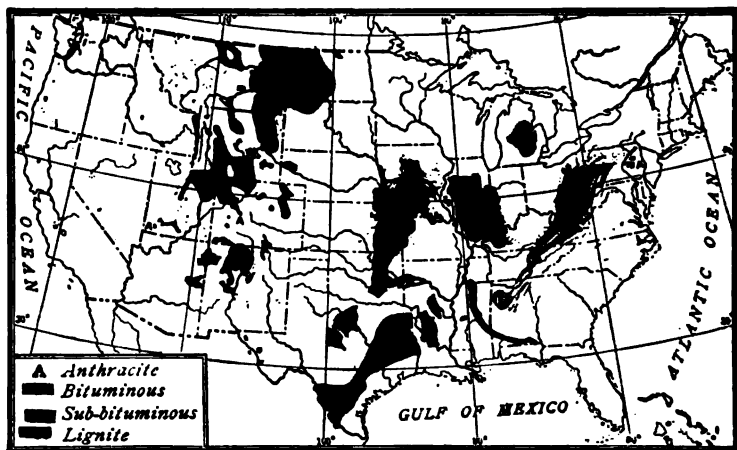 PACIFIC
OCEAN
ATLANTIC OCEAN
GULF OF MEXICO
A Anthracite
Bituminous
Sub-bituminous
Lignite